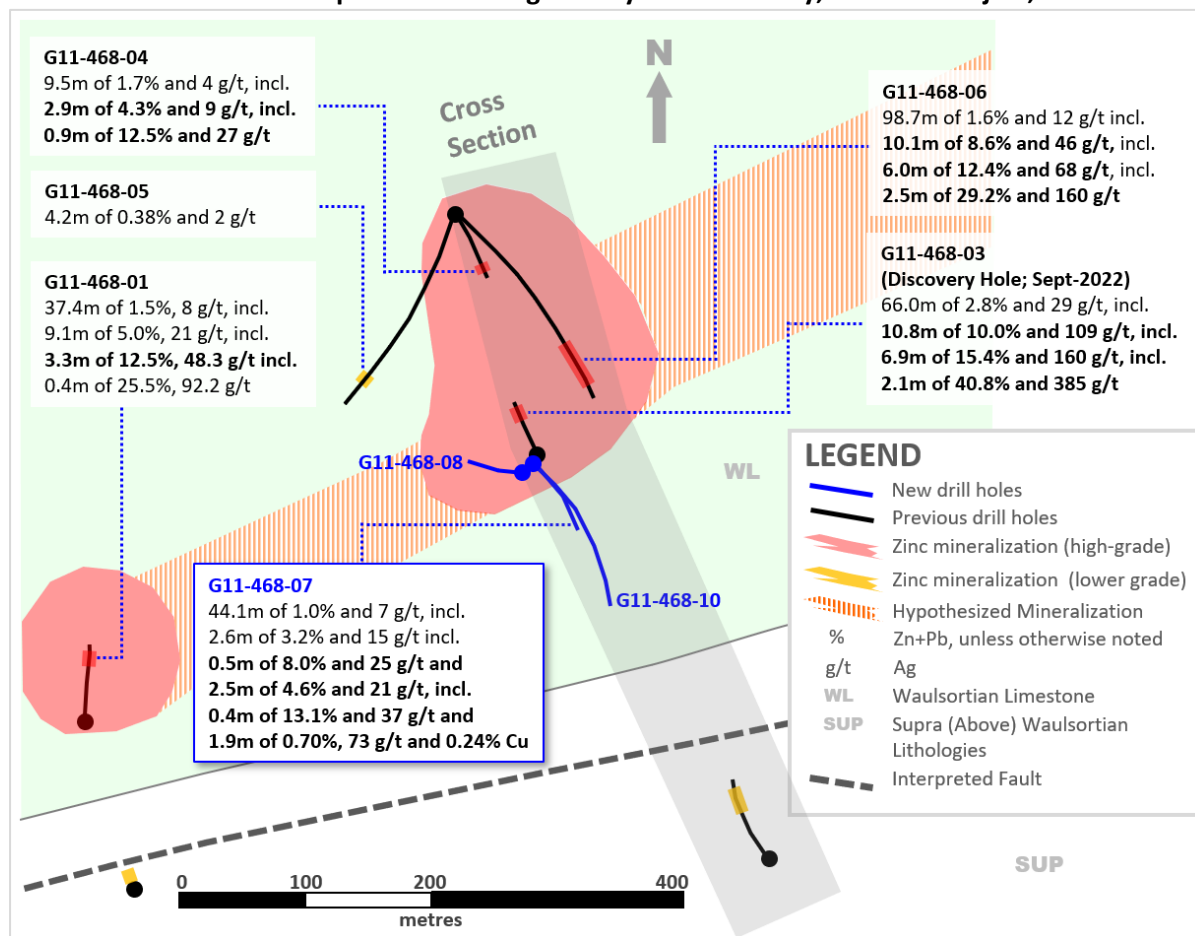 G11-468-04
9.5m of 1.7% and 4 g/t, incl.
2.9m of 4.3% and 9 g/t, incl.
0.9m of 12.5% and 27 g/t
G11-468-05
4.2m of 0.38% and 2 g/t
G11-468-01
37.4m of 1.5%, 8 g/t, incl.
9.1m of 5.0%, 21 g/t, incl.
3.3m of 12.5%, 48.3 g/t incl.
0.4m of 25.5%, 92.2 g/t
Cross
Section
N
G11-468-06
98.7m of 1.6% and 12 g/t incl.
10.1m of 8.6% and 46 g/t, incl.
6.0m of 12.4% and 68 g/t, incl.
2.5m of 29.2% and 160 g/t
G11-468-03
(Discovery Hole; Sept-2022)
66.0m of 2.8% and 29 g/t, incl.
10.8m of 10.0% and 109 g/t, incl.
6.9m of 15.4% and 160 g/t, incl.
2.1m of 40.8% and 385 g/t
G11-468-08
WL
G11-468-07
44.1m of 1.0% and 7 g/t, incl.
2.6m of 3.2% and 15 g/t incl.
0.5m of 8.0% and 25 g/t and
2.5m of 4.6% and 21 g/t, incl.
0.4m of 13.1% and 37 g/t and
1.9m of 0.70%, 73 g/t and 0.24% Cu
G11-468-10
LEGEND
New drill holes
Previous drill holes
Zinc mineralization (high-grade)
Zinc mineralization (lower grade)
Hypothesized Mineralization
% Zn+Pb, unless otherwise noted
g/t Ag
WL Waulsortian Limestone
SUP Supra (Above) Waulsortian
Lithologies
Interpreted Fault
SUP
0 100 200 400
metres